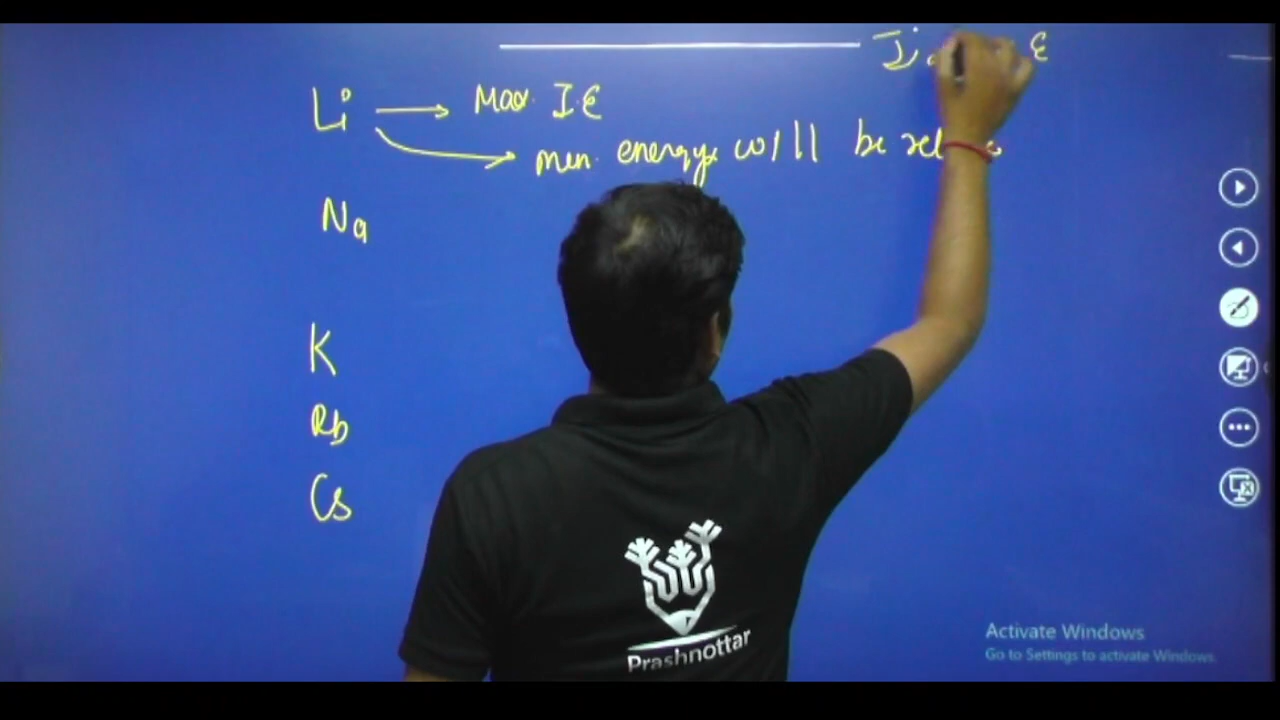 Li → Max. I.E
→ min. energy will be
Na
K
Rb
Cs
Prashnottar
Activate Windows
Go to Settings to activate Windows.